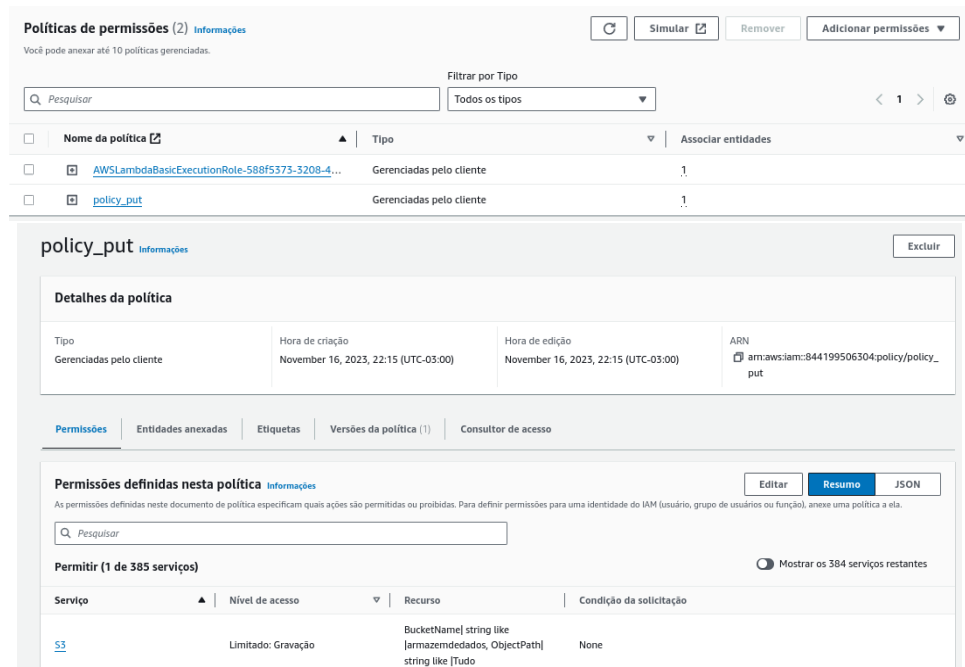 Políticas de permissões (2) Informações
Simular
Remover
Adicionar permissões
Você pode anexar até 10 políticas gerenciadas.
Filtrar por Tipo
Pesquisar
Todos os tipos
1
Nome da política
Tipo
Associar entidades
AWSLambdaBasicExecutionRole-588f5373-3208-4...
Gerenciadas pelo cliente
1
policy_put
Gerenciadas pelo cliente
1
policy_put Informações
Excluir
Detalhes da política
Tipo
Gerenciadas pelo cliente
Hora de criação
November 16, 2023, 22:15 (UTC-03:00)
Hora de edição
November 16, 2023, 22:15 (UTC-03:00)
ARN
arn:aws:iam::844199506304:policy/policy_
put
Permissões
Entidades anexadas
Etiquetas
Versões da política (1)
Consultor de acesso
Permissões definidas nesta política Informações
Editar
Resumo
JSON
As permissões definidas neste documento de política especificam quais ações são permitidas ou proibidas. Para definir permissões para uma identidade do IAM (usuário, grupo de usuários ou função), anexe uma política a ela.
Pesquisar
Permitir (1 de 385 serviços)
Mostrar os 384 serviços restantes
Serviço
Nível de acesso
Recurso
Condição da solicitação
S3
Limitado: Gravação
BucketName| string like
|armazemdedados, ObjectPath|
string like |Tudo
None